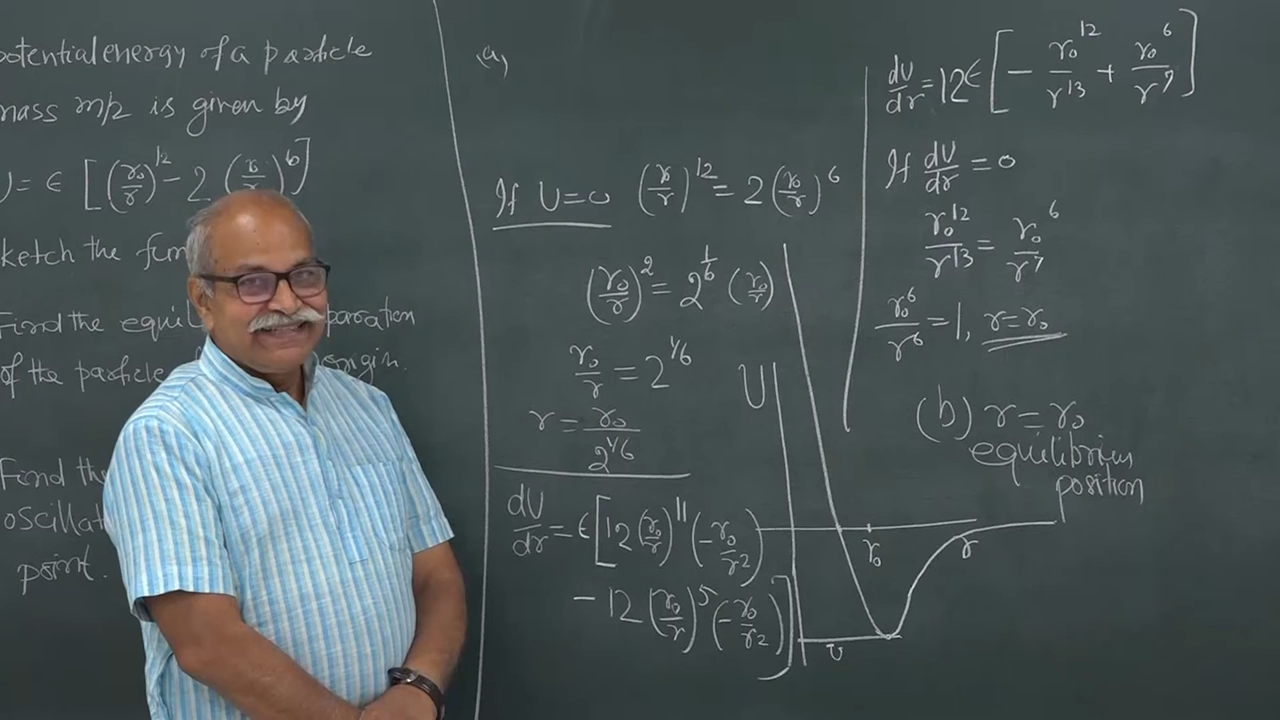 potential energy of a particle
mass m/2 is given by
U = ϵ [(r₀/r)¹² - 2 (r₀/r)⁶]
sketch the fun
Find the equil paration
of the particle origin.
Find the
oscillat
point.
(a)
If U=0 (r₀/r)¹² = 2(r₀/r)⁶
(r₀/r)² = 2^(1/6) (r₀/r)
r₀/r = 2^(1/6)
r = r₀/2^(1/6)
dU/dr = ϵ[12 (r₀/r)¹¹ (-r₀/r²)
- 12 (r₀/r)⁵ (-r₀/r²)]
U
r₀
r
dU/dr = 12ϵ [- r₀¹²/r¹³ + r₀⁶/r⁷]
If dU/dr = 0
r₀¹²/r¹³ = r₀⁶/r⁷
r₀⁶/r⁶ = 1, r = r₀
(b) r = r₀
equilibrium
position